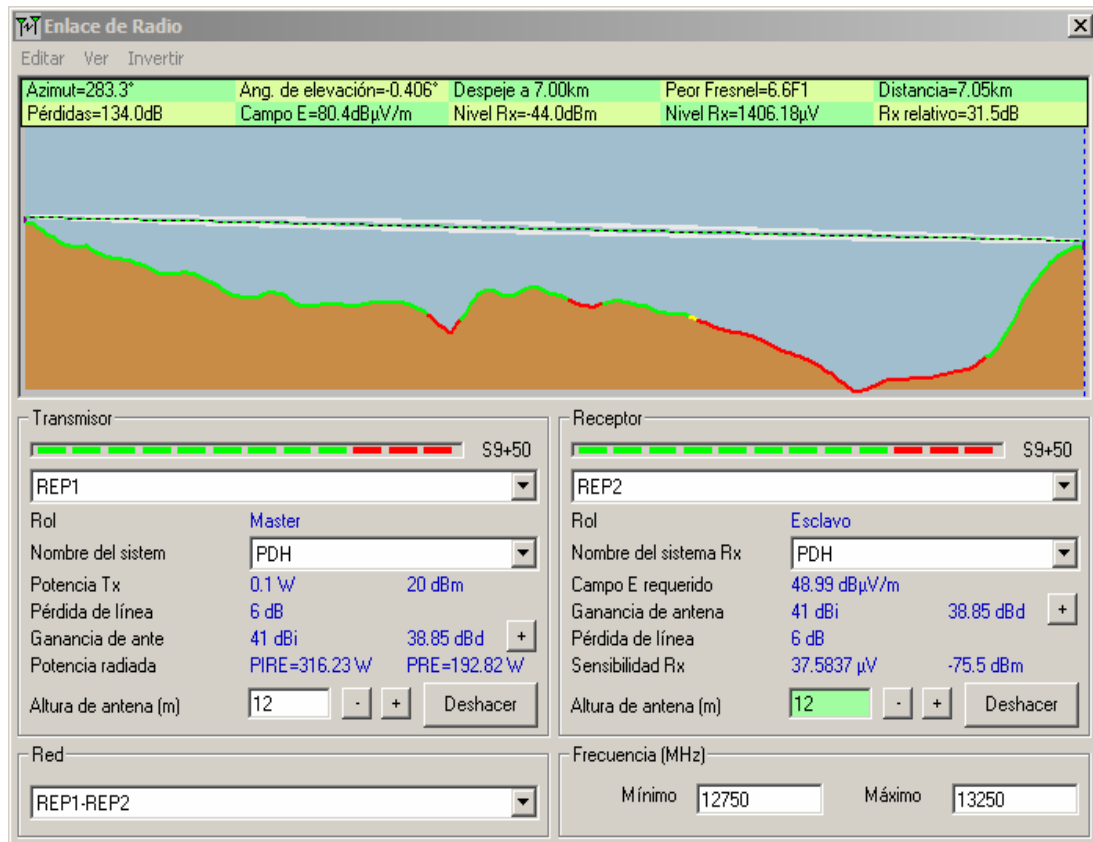 Enlace de Radio
Editar Ver Invertir
Azimut=283.3° Ang. de elevación=-0.406° Despeje a 7.00km Peor Fresnel=6.6F1 Distancia=7.05km
Pérdidas=134.0dB Campo E=80.4dBµV/m Nivel Rx=-44.0dBm Nivel Rx=1406.18µV Rx relativo=31.5dB
Transmisor
S9+50
REP1
Rol Master
Nombre del sistem PDH
Potencia Tx 0.1 W 20 dBm
Pérdida de línea 6 dB
Ganancia de ante 41 dBi 38.85 dBd +
Potencia radiada PIRE=316.23 W PRE=192.82 W
Altura de antena (m) 12 - + Deshacer
Receptor
S9+50
REP2
Rol Esclavo
Nombre del sistema Rx PDH
Campo E requerido 48.99 dBµV/m
Ganancia de antena 41 dBi 38.85 dBd +
Pérdida de línea 6 dB
Sensibilidad Rx 37.5837 µV -75.5 dBm
Altura de antena (m) 12 - + Deshacer
Red
REP1-REP2
Frecuencia (MHz)
Mínimo 12750 Máximo 13250